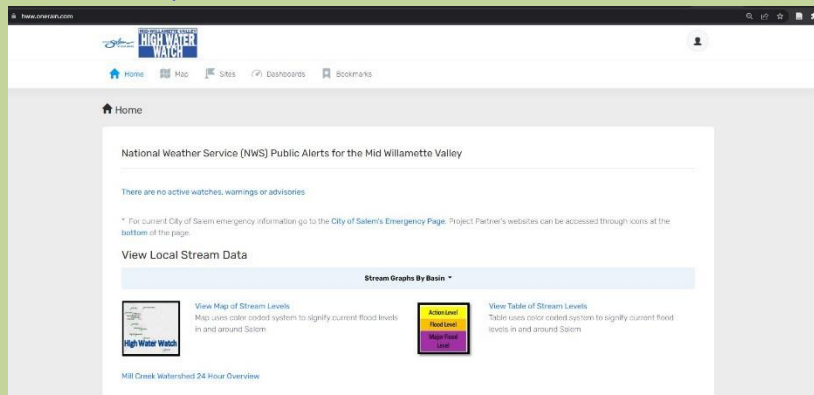 hww.onerain.com
Salem
MID-WILLAMETTE VALLEY
HIGH WATER
WATCH
Home Map Sites Dashboards Bookmarks
Home
National Weather Service (NWS) Public Alerts for the Mid Willamette Valley
There are no active watches, warnings or advisories
* For current City of Salem emergency information go to the City of Salem's Emergency Page. Project Partner's websites can be accessed through icons at the
bottom of the page.
View Local Stream Data
Stream Graphs By Basin
High Water Watch
View Map of Stream Levels
Map uses color coded system to signify current flood levels
in and around Salem
Action Level
Flood Level
Major Flood
Level
View Table of Stream Levels
Table uses color coded system to signify current flood
levels in and around Salem
Mill Creek Watershed 24 Hour Overview